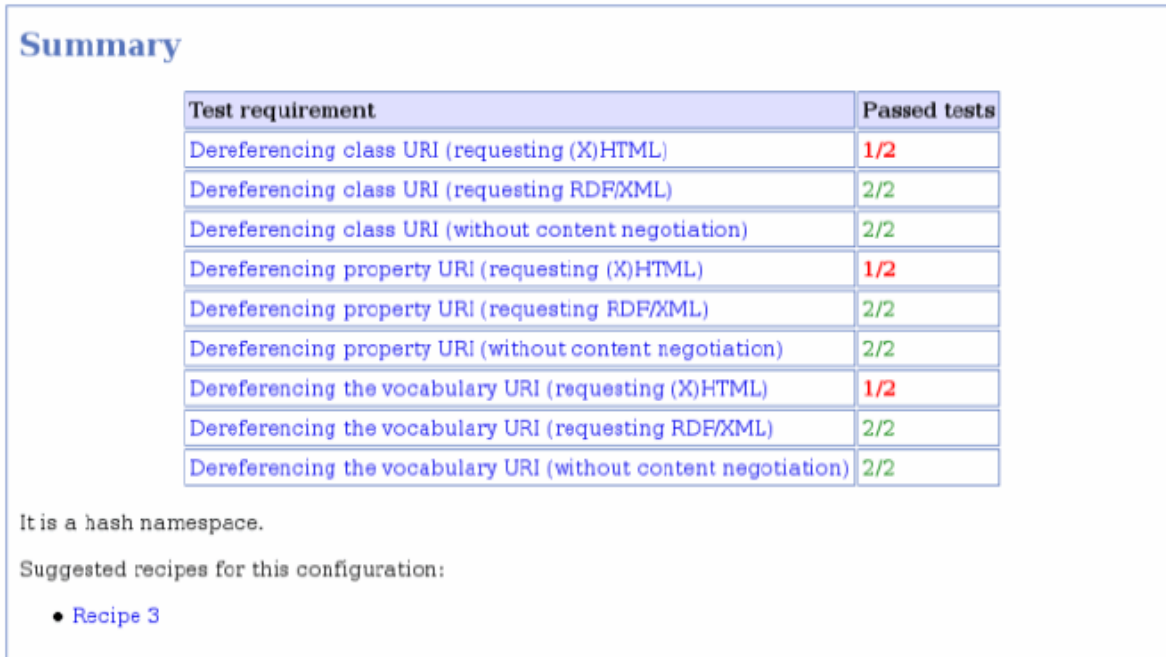 Summary
Test requirement Passed tests
Dereferencing class URI (requesting (X)HTML) 1/2
Dereferencing class URI (requesting RDF/XML) 2/2
Dereferencing class URI (without content negotiation) 2/2
Dereferencing property URI (requesting (X)HTML) 1/2
Dereferencing property URI (requesting RDF/XML) 2/2
Dereferencing property URI (without content negotiation) 2/2
Dereferencing the vocabulary URI (requesting (X)HTML) 1/2
Dereferencing the vocabulary URI (requesting RDF/XML) 2/2
Dereferencing the vocabulary URI (without content negotiation) 2/2
It is a hash namespace.
Suggested recipes for this configuration:
• Recipe 3